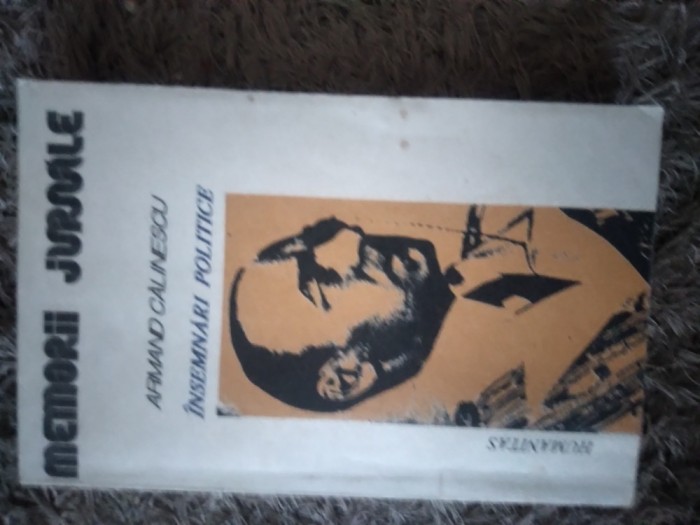 MEMORII JURNALE
ARMAND CĂLINESCU
ÎNSEMNĂRI POLITICE
HUMANITAS